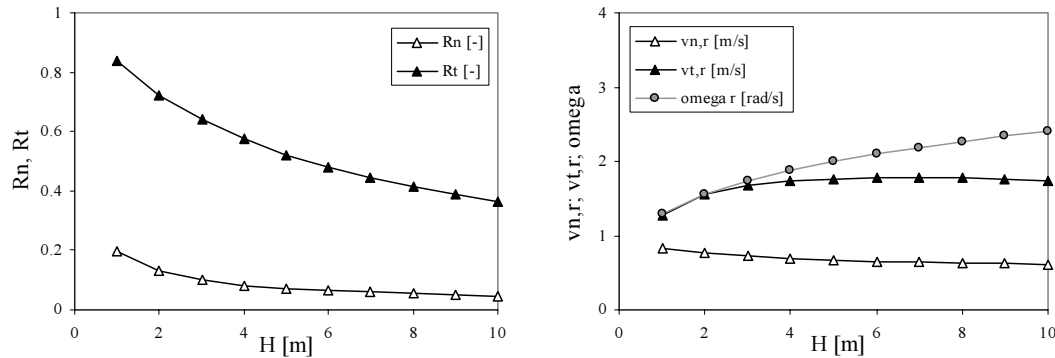 1
0.8
0.6
0.4
0.2
0
Rn, Rt
0 2 4 6 8 10
H [m]
Rn [-]
Rt [-]
4
3
2
1
0
vn,r; vt,r; omega
0 2 4 6 8 10
H [m]
vn,r [m/s]
vt,r [m/s]
omega r [rad/s]